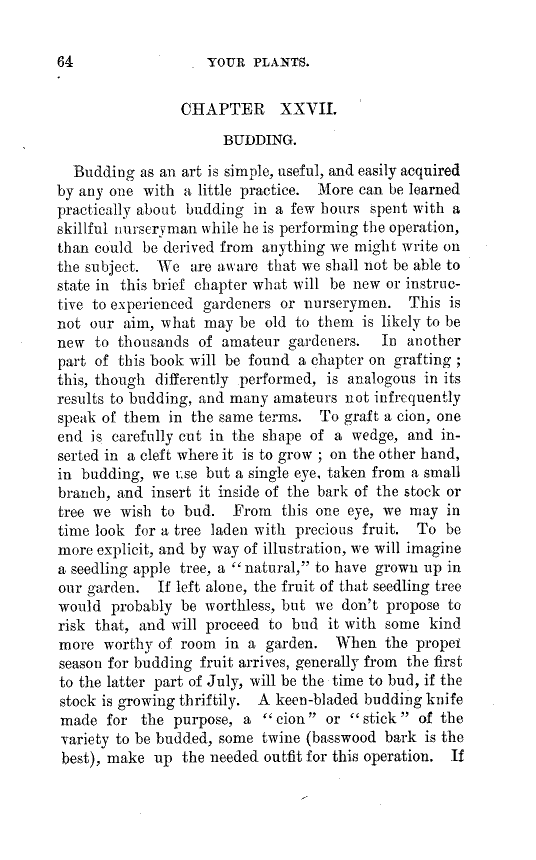 64 YOUR PLANTS.
CHAPTER XXVII.
BUDDING.
Budding as an art is simple, useful, and easily acquired
by any one with a little practice. More can be learned
practically about budding in a few hours spent with a
skillful nurseryman while he is performing the operation,
than could be derived from anything we might write on
the subject. We are aware that we shall not be able to
state in this brief chapter what will be new or instruc-
tive to experienced gardeners or nurserymen. This is
not our aim, what may be old to them is likely to be
new to thousands of amateur gardeners. In another
part of this book will be found a chapter on grafting ;
this, though differently performed, is analogous in its
results to budding, and many amateurs not infrequently
speak of them in the same terms. To graft a cion, one
end is carefully cut in the shape of a wedge, and in-
serted in a cleft where it is to grow ; on the other hand,
in budding, we use but a single eye, taken from a small
branch, and insert it inside of the bark of the stock or
tree we wish to bud. From this one eye, we may in
time look for a tree laden with precious fruit. To be
more explicit, and by way of illustration, we will imagine
a seedling apple tree, a “natural,” to have grown up in
our garden. If left alone, the fruit of that seedling tree
would probably be worthless, but we don't propose to
risk that, and will proceed to bud it with some kind
more worthy of room in a garden. When the proper
season for budding fruit arrives, generally from the first
to the latter part of July, will be the time to bud, if the
stock is growing thriftily. A keen-bladed budding knife
made for the purpose, a “cion” or “stick” of the
variety to be budded, some twine (basswood bark is the
best), make up the needed outfit for this operation. If